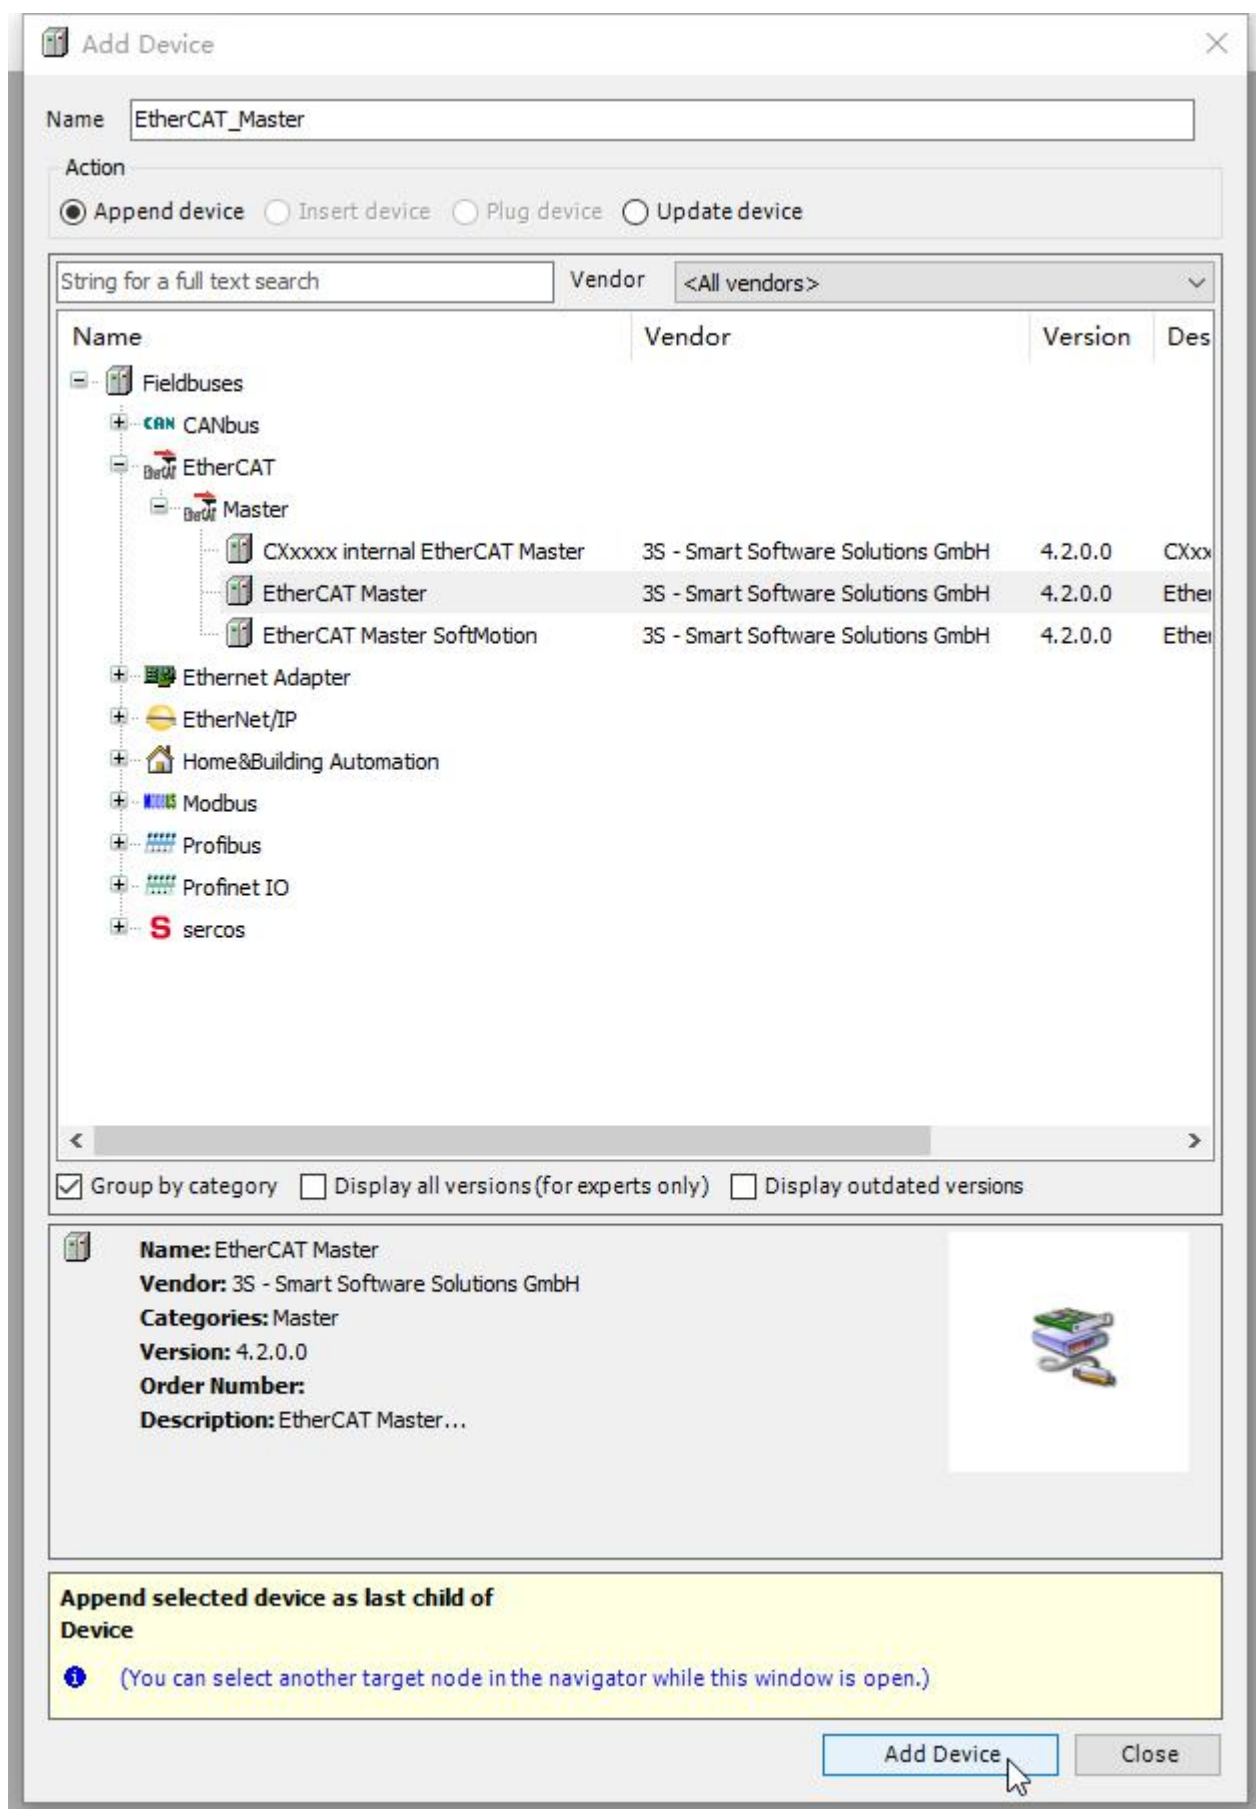 Add Device
Name EtherCAT_Master
Action
Append device Insert device Plug device Update device
String for a full text search Vendor <All vendors>
Name Vendor Version Des
Fieldbuses
CAN CANbus
EtherCAT EtherCAT
EtherCAT Master
CXxxxx internal EtherCAT Master 3S - Smart Software Solutions GmbH 4.2.0.0 CXxx
EtherCAT Master 3S - Smart Software Solutions GmbH 4.2.0.0 Ether
EtherCAT Master SoftMotion 3S - Smart Software Solutions GmbH 4.2.0.0 Ether
Ethernet Adapter
EtherNet/IP
Home&Building Automation
MODBUS Modbus
Profibus
Profinet IO
S sercos
Group by category Display all versions (for experts only) Display outdated versions
Name: EtherCAT Master
Vendor: 3S - Smart Software Solutions GmbH
Categories: Master
Version: 4.2.0.0
Order Number:
Description: EtherCAT Master...
Append selected device as last child of
Device
(You can select another target node in the navigator while this window is open.)
Add Device Close